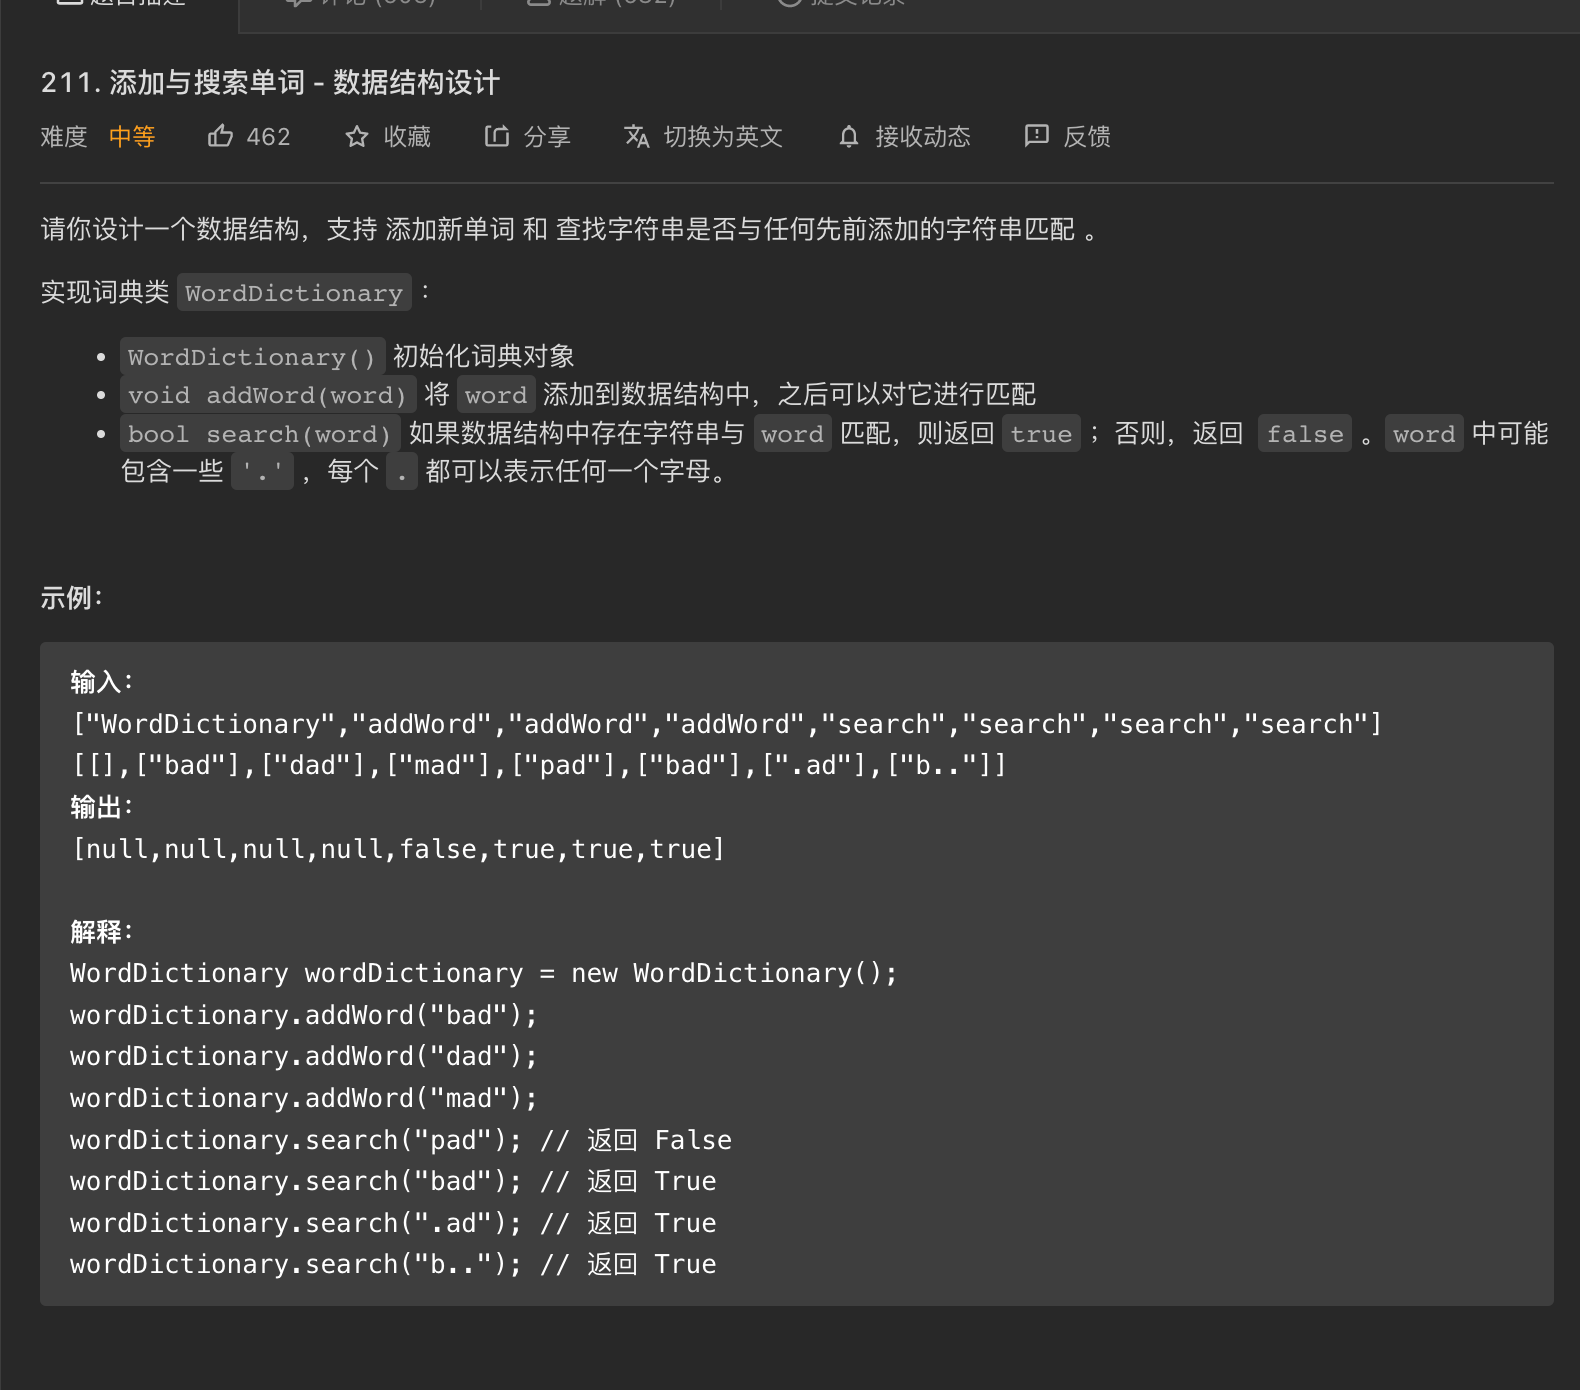 211. 添加与搜索单词 - 数据结构设计
难度 中等 462 收藏 分享 切换为英文 接收动态 反馈
请你设计一个数据结构，支持 添加新单词 和 查找字符串是否与任何先前添加的字符串匹配 。
实现词典类 WordDictionary ：
• WordDictionary() 初始化词典对象
• void addWord(word) 将 word 添加到数据结构中，之后可以对它进行匹配
• bool search(word) 如果数据结构中存在字符串与 word 匹配，则返回 true ；否则，返回 false 。word 中可能
包含一些 '.' ，每个 . 都可以表示任何一个字母。
示例：
输入：
["WordDictionary","addWord","addWord","addWord","search","search","search","search"]
[[],["bad"],["dad"],["mad"],["pad"],["bad"],[".ad"],["b.."]]
输出：
[null,null,null,null,false,true,true,true]
解释：
WordDictionary wordDictionary = new WordDictionary();
wordDictionary.addWord("bad");
wordDictionary.addWord("dad");
wordDictionary.addWord("mad");
wordDictionary.search("pad"); // 返回 False
wordDictionary.search("bad"); // 返回 True
wordDictionary.search(".ad"); // 返回 True
wordDictionary.search("b.."); // 返回 True